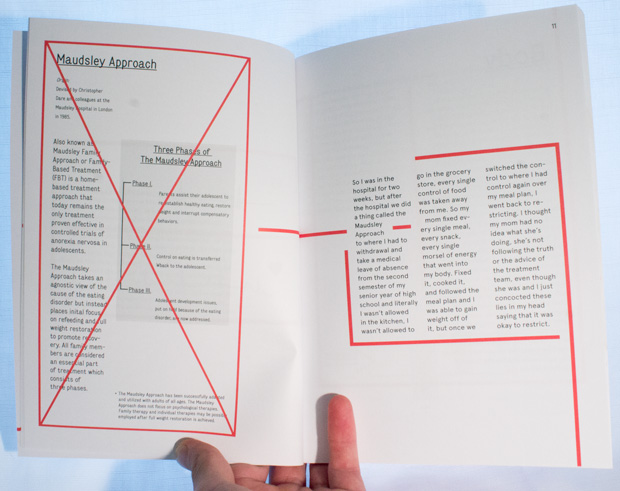 Maudsley Approach
Origin
Devised by Christopher
Dare and colleagues at the
Maudsley Hospital in London
in 1985.
Also known as
Maudsley Family
Approach or Family-
Based Treatment
(FBT) is a home-
based treatment
approach that
today remains the
only treatment
proven effective in
controlled trials of
anorexia nervosa in
adolescents.
The Maudsley
Approach takes an
agnostic view of the
cause of the eating
disorder but instead
places initial focus
on refeeding and full
weight restoration
to promote recov-
ery. All family mem-
bers are considered
an essential part
of treatment which
consists of
three phases.
Three Phases of
The Maudsley Approach
Phase I.
Parents assist their adolescent to
re-establish healthy eating, restore
weight and interrupt compensatory
behaviors.
Phase II.
Control of eating is transferred
back to the adolescent.
Phase III.
Adolescent development issues,
put on hold because of the eating
disorder, are now addressed.
* The Maudsley Approach has been successfully adapted
and utilized with adults of all ages. The Maudsley
Approach does not focus on psychological therapies.
Family therapy and individual therapies may be possibly
employed after full weight restoration is achieved.
11
So I was in the
hospital for two
weeks, but after
the hospital we did
a thing called the
Maudsley
Approach
to where I had to
withdrawal and
take a medical
leave of absence
from the second
semester of my
senior year of high
school and literally
I wasn't allowed
in the kitchen, I
wasn't allowed to
go in the grocery
store, every single
control of food
was taken away
from me. So my
mom fixed ev-
ery single meal,
every snack,
every single
morsel of energy
that went into
my body. Fixed
it, cooked it,
and followed the
meal plan and I
was able to gain
weight off of
it, but once we
switched the con-
trol to where I had
control again over
my meal plan, I
went back to re-
stricting. I thought
my mom had no
idea what she's
doing, she's not
following the truth
or the advice of
the treatment
team, even though
she was and I just
concocted these
lies in my head
saying that it was
okay to restrict.